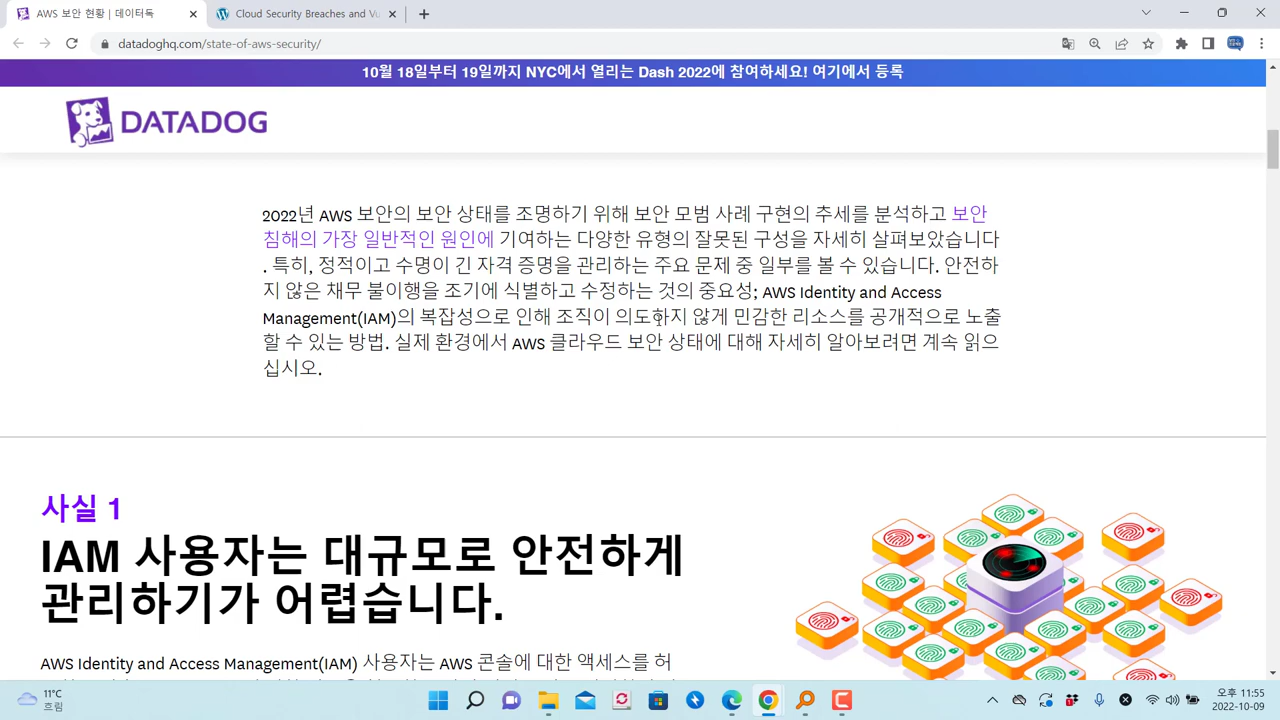 AWS 보안 현황 | 데이터독
Cloud Security Breaches and Vu
datadoghq.com/state-of-aws-security/
10월 18일부터 19일까지 NYC에서 열리는 Dash 2022에 참여하세요! 여기에서 등록
DATADOG
2022년 AWS 보안의 보안 상태를 조명하기 위해 보안 모범 사례 구현의 추세를 분석하고 보안
침해의 가장 일반적인 원인에 기여하는 다양한 유형의 잘못된 구성을 자세히 살펴보았습니다
. 특히, 정적이고 수명이 긴 자격 증명을 관리하는 주요 문제 중 일부를 볼 수 있습니다. 안전하
지 않은 채무 불이행을 조기에 식별하고 수정하는 것의 중요성; AWS Identity and Access
Management(IAM)의 복잡성으로 인해 조직이 의도하지 않게 민감한 리소스를 공개적으로 노출
할 수 있는 방법. 실제 환경에서 AWS 클라우드 보안 상태에 대해 자세히 알아보려면 계속 읽으
십시오.
사실 1
IAM 사용자는 대규모로 안전하게
관리하기가 어렵습니다.
AWS Identity and Access Management(IAM) 사용자는 AWS 콘솔에 대한 액세스를 허
11°C
흐림
오후 11:55
2022-10-09